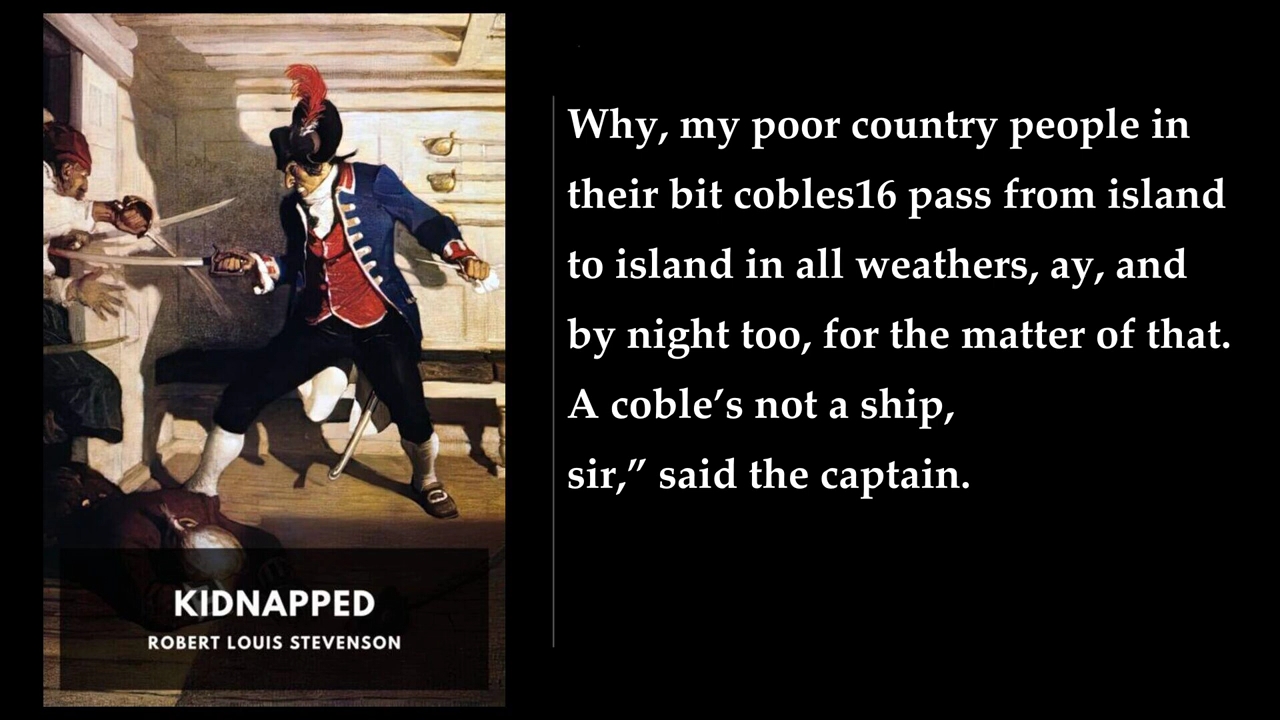 Why, my poor country people in
their bit cobles16 pass from island
to island in all weathers, ay, and
by night too, for the matter of that.
A coble’s not a ship,
sir,” said the captain.
KIDNAPPED
ROBERT LOUIS STEVENSON